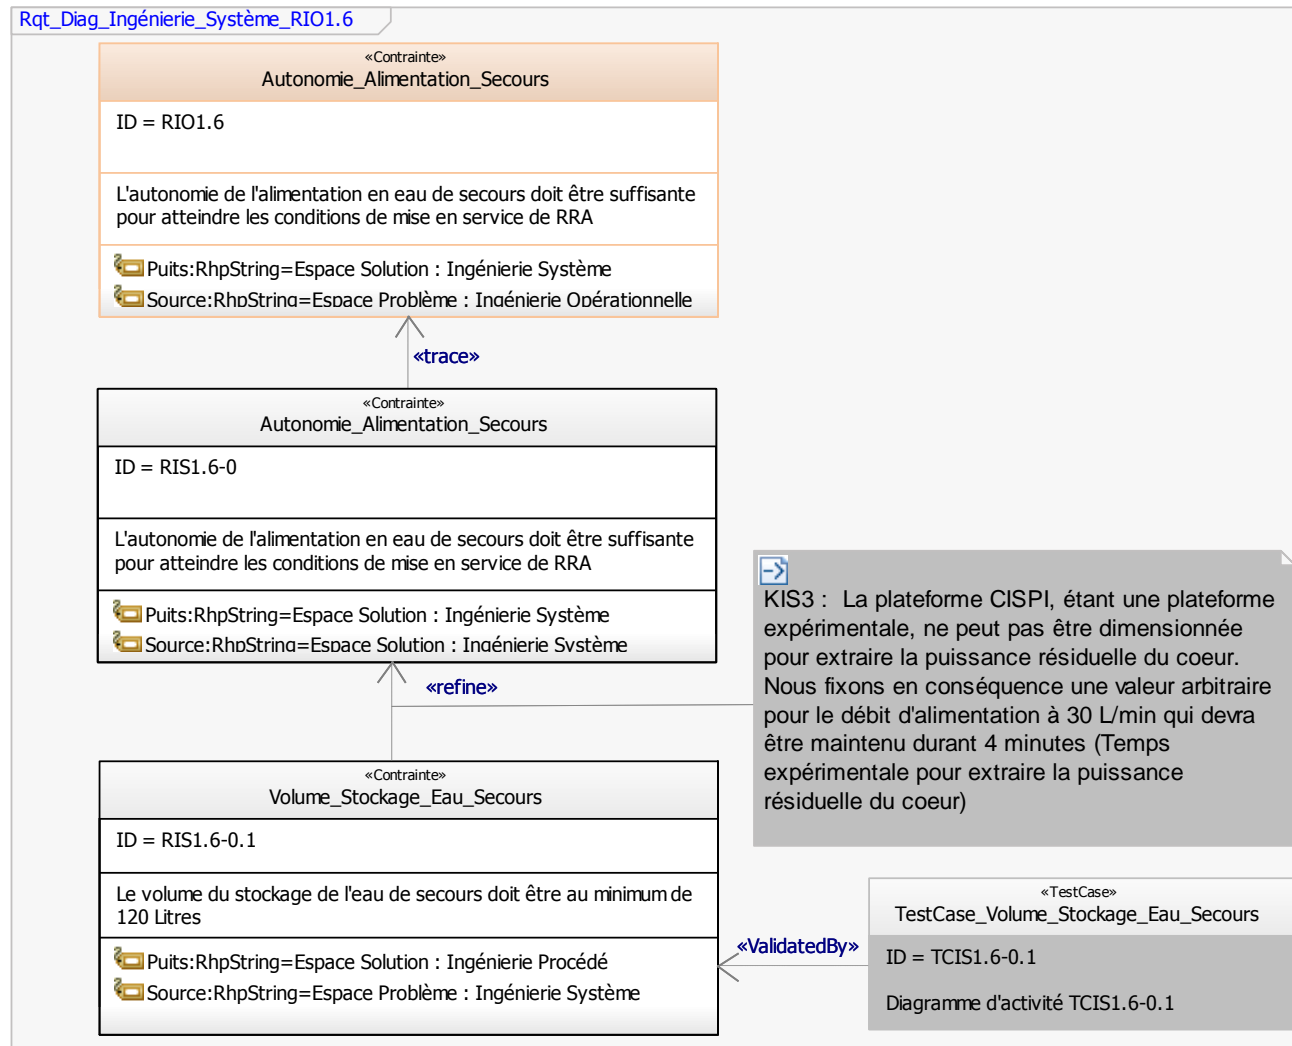 Rqt_Diag_Ingénierie_Système_RIO1.6
«Contrainte»
Autonomie_Alimentation_Secours
ID = RIO1.6
L'autonomie de l'alimentation en eau de secours doit être suffisante
pour atteindre les conditions de mise en service de RRA
Puits:RhpString=Espace Solution : Ingénierie Système
Source:RhpString=Espace Problème : Ingénierie Opérationnelle
«trace»
«Contrainte»
Autonomie_Alimentation_Secours
ID = RIS1.6-0
L'autonomie de l'alimentation en eau de secours doit être suffisante
pour atteindre les conditions de mise en service de RRA
Puits:RhpString=Espace Solution : Ingénierie Système
Source:RhpString=Espace Solution : Ingénierie Système
«refine»
KIS3 :  La plateforme CISPI, étant une plateforme
expérimentale, ne peut pas être dimensionnée
pour extraire la puissance résiduelle du coeur.
Nous fixons en conséquence une valeur arbitraire
pour le débit d'alimentation à 30 L/min qui devra
être maintenu durant 4 minutes (Temps
expérimentale pour extraire la puissance
résiduelle du coeur)
«Contrainte»
Volume_Stockage_Eau_Secours
ID = RIS1.6-0.1
Le volume du stockage de l'eau de secours doit être au minimum de
120 Litres
Puits:RhpString=Espace Solution : Ingénierie Procédé
Source:RhpString=Espace Problème : Ingénierie Système
«ValidatedBy»
«TestCase»
TestCase_Volume_Stockage_Eau_Secours
ID = TCIS1.6-0.1
Diagramme d'activité TCIS1.6-0.1